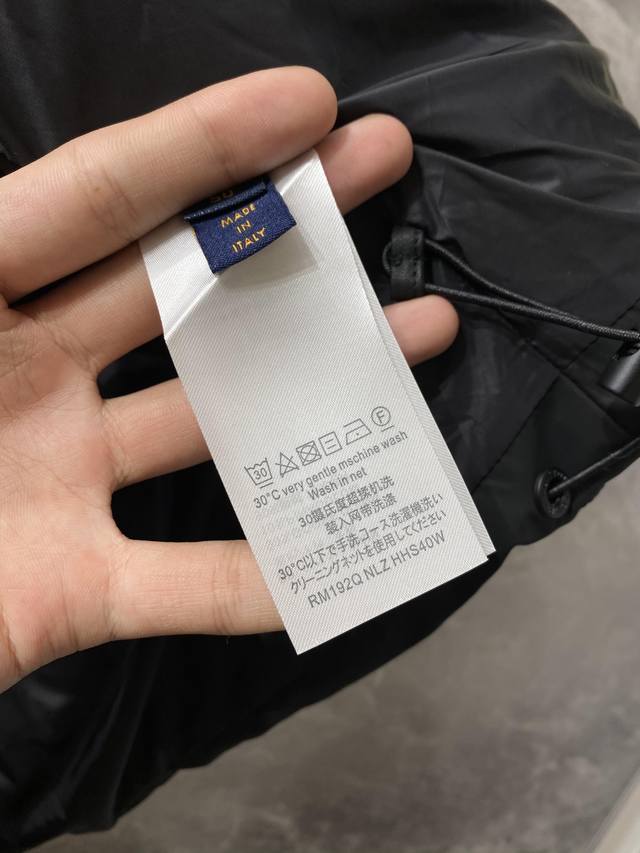 MADE
IN
ITALY
30
F
30°C very gentle mschine wash
Wash in net
30摄氏度超揉机洗
装入网带洗涤
30℃以下で手洗コース洗濯機洗い
クリーニングネットを使用してください
RM192Q NLZ HHS40W